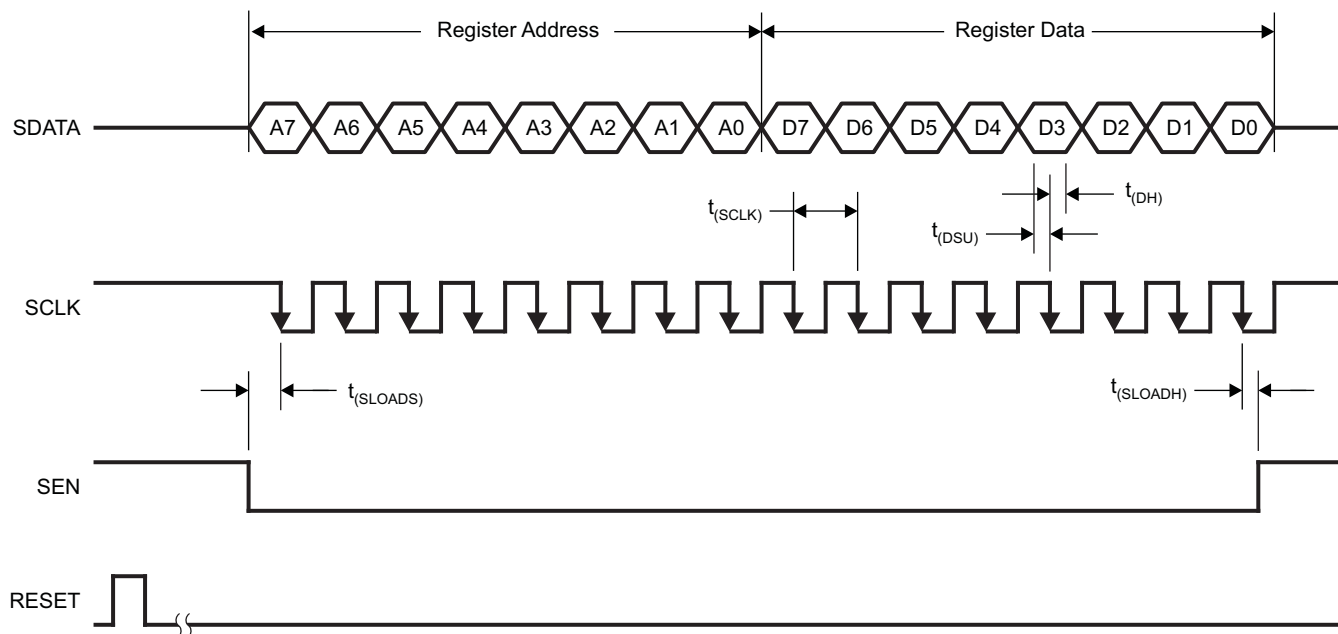 Register Address Register Data
SDATA A7 A6 A5 A4 A3 A2 A1 A0 D7 D6 D5 D4 D3 D2 D1 D0
t(DH)
t(SCLK)
t(DSU)
SCLK
t(SLOADS) t(SLOADH)
SEN
RESET